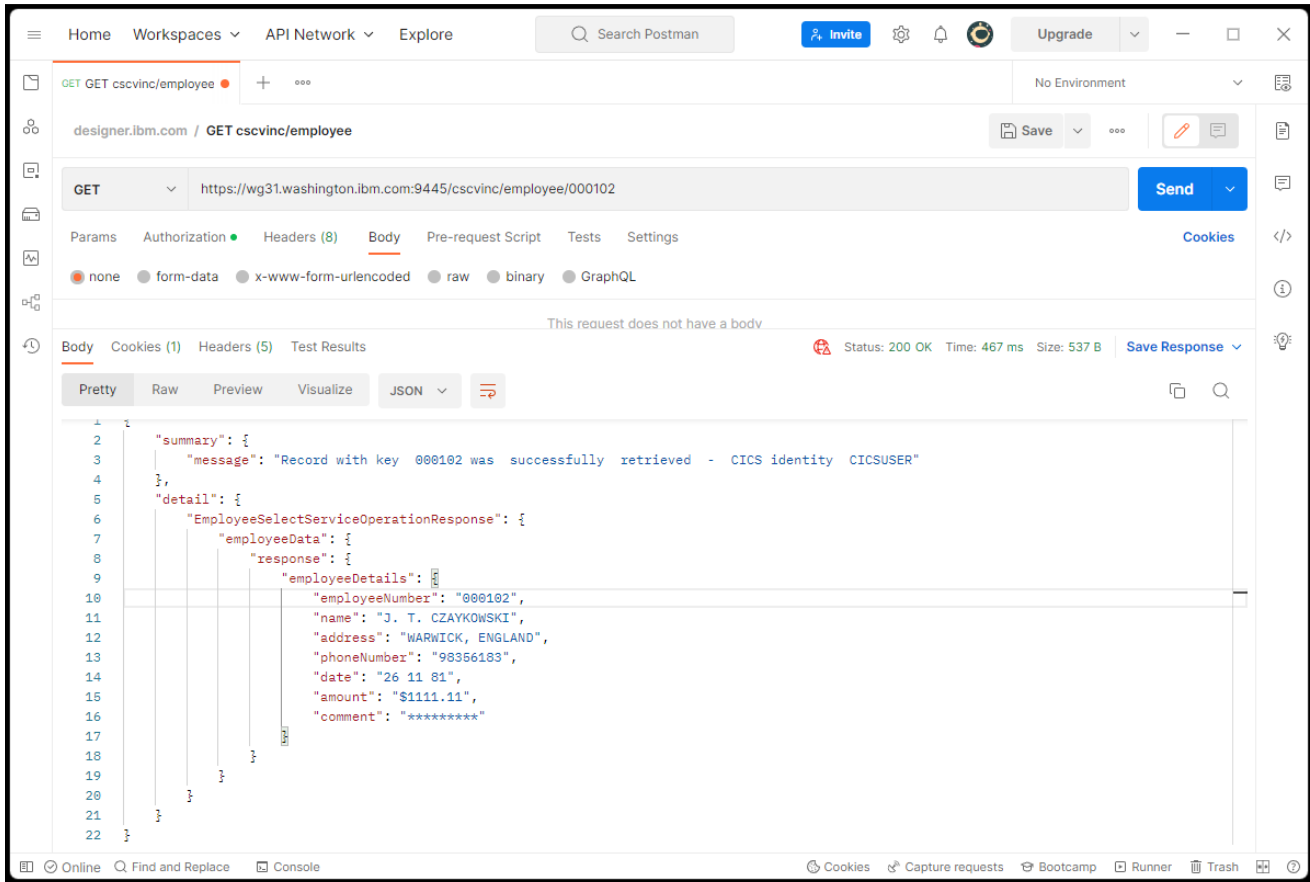 Home Workspaces API Network Explore Search Postman Invite Upgrade
GET GET cscvinc/employee No Environment
designer.ibm.com / GET cscvinc/employee Save
GET https://wg31.washington.ibm.com:9445/cscvinc/employee/000102 Send
Params Authorization Headers (8) Body Pre-request Script Tests Settings Cookies
none form-data x-www-form-urlencoded raw binary GraphQL
This request does not have a body
Body Cookies (1) Headers (5) Test Results Status: 200 OK Time: 467 ms Size: 537 B Save Response
Pretty Raw Preview Visualize JSON
1 {
2 "summary": {
3 "message": "Record with key  000102 was  successfully  retrieved  -  CICS identity  CICSUSER"
4 },
5 "detail": {
6 "EmployeeSelectServiceOperationResponse": {
7 "employeeData": {
8 "response": {
9 "employeeDetails": {
10 "employeeNumber": "000102",
11 "name": "J. T. CZAYKOWSKI",
12 "address": "WARWICK, ENGLAND",
13 "phoneNumber": "98356183",
14 "date": "26 11 81",
15 "amount": "$1111.11",
16 "comment": "*********"
17 }
18 }
19 }
20 }
21 }
22 }
Online Find and Replace Console Cookies Capture requests Bootcamp Runner Trash